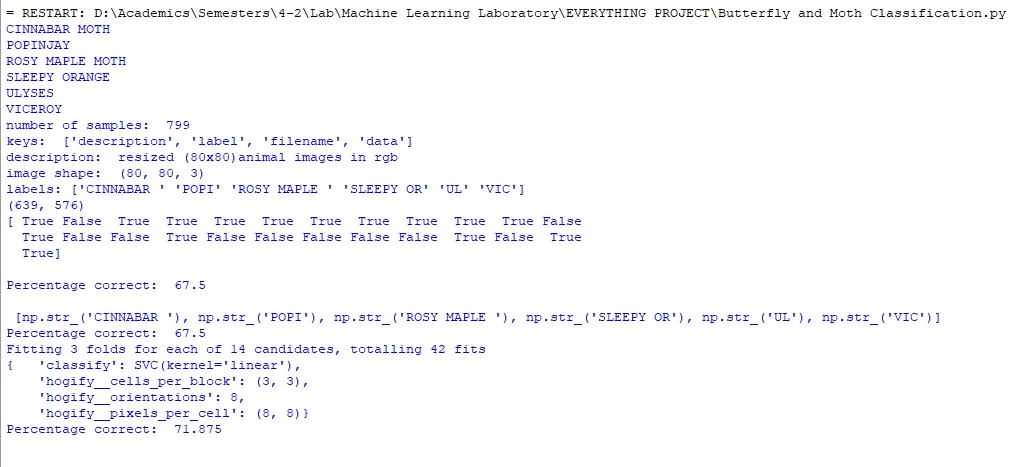 = RESTART: D:\Academics\Semesters\4-2\Lab\Machine Learning Laboratory\EVERYTHING PROJECT\Butterfly and Moth Classification.py
CINNABAR MOTH
POPINJAY
ROSY MAPLE MOTH
SLEEPY ORANGE
ULYSES
VICEROY
number of samples:  799
keys:  ['description', 'label', 'filename', 'data']
description:  resized (80x80)animal images in rgb
image shape:  (80, 80, 3)
labels: ['CINNABAR ' 'POPI' 'ROSY MAPLE ' 'SLEEPY OR' 'UL' 'VIC']
(639, 576)
[ True False  True  True  True  True  True  True  True  True  True False
  True False False  True False False False False False  True False  True
  True]
Percentage correct:  67.5
 [np.str_('CINNABAR '), np.str_('POPI'), np.str_('ROSY MAPLE '), np.str_('SLEEPY OR'), np.str_('UL'), np.str_('VIC')]
Percentage correct:  67.5
Fitting 3 folds for each of 14 candidates, totalling 42 fits
{   'classify': SVC(kernel='linear'),
    'hogify__cells_per_block': (3, 3),
    'hogify__orientations': 8,
    'hogify__pixels_per_cell': (8, 8)}
Percentage correct:  71.875